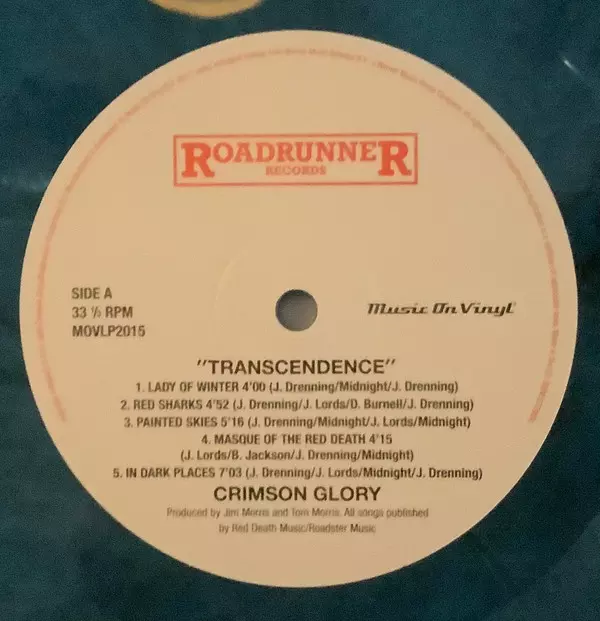 ROADRUNNER
RECORDS
SIDE A
33 ⅓ RPM
MOVLP2015
Music On Vinyl
"TRANSCENDENCE"
1. LADY OF WINTER 4'00 (J. Drenning/Midnight/J. Drenning)
2. RED SHARKS 4'52 (J. Drenning/J. Lords/D. Burnell/J. Drenning)
3. PAINTED SKIES 5'16 (J. Drenning/Midnight/J. Lords/Midnight)
4. MASQUE OF THE RED DEATH 4'15
(J. Lords/B. Jackson/J. Drenning/Midnight)
5. IN DARK PLACES 7'03 (J. Drenning/J. Lords/Midnight/J. Drenning)
CRIMSON GLORY
Produced by Jim Morris and Tom Morris. All songs published
by Red Death Music/Roadster Music